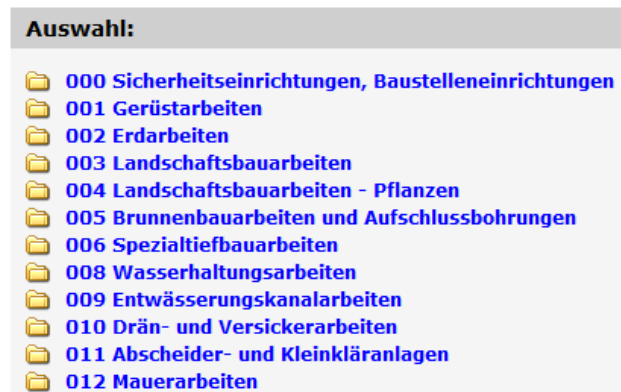 Auswahl:
000 Sicherheitseinrichtungen, Baustelleneinrichtungen
001 Gerüstarbeiten
002 Erdarbeiten
003 Landschaftsbauarbeiten
004 Landschaftsbauarbeiten - Pflanzen
005 Brunnenbauarbeiten und Aufschlussbohrungen
006 Spezialtiefbauarbeiten
008 Wasserhaltungsarbeiten
009 Entwässerungskanalarbeiten
010 Drän- und Versickerarbeiten
011 Abscheider- und Kleinkläranlagen
012 Mauerarbeiten